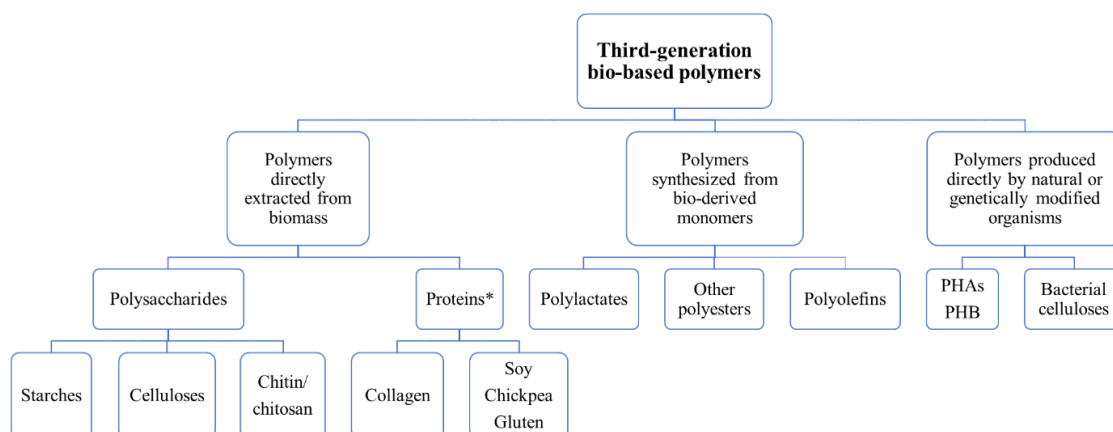 Third-generation
bio-based polymers
Polymers
directly
extracted from
biomass
Polymers
synthesized from
bio-derived
monomers
Polymers produced
directly by natural or
genetically modified
organisms
Polysaccharides
Proteins*
Polylactates
Other
polyesters
Polyolefins
PHAs
PHB
Bacterial
celluloses
Starches
Celluloses
Chitin/
chitosan
Collagen
Soy
Chickpea
Gluten